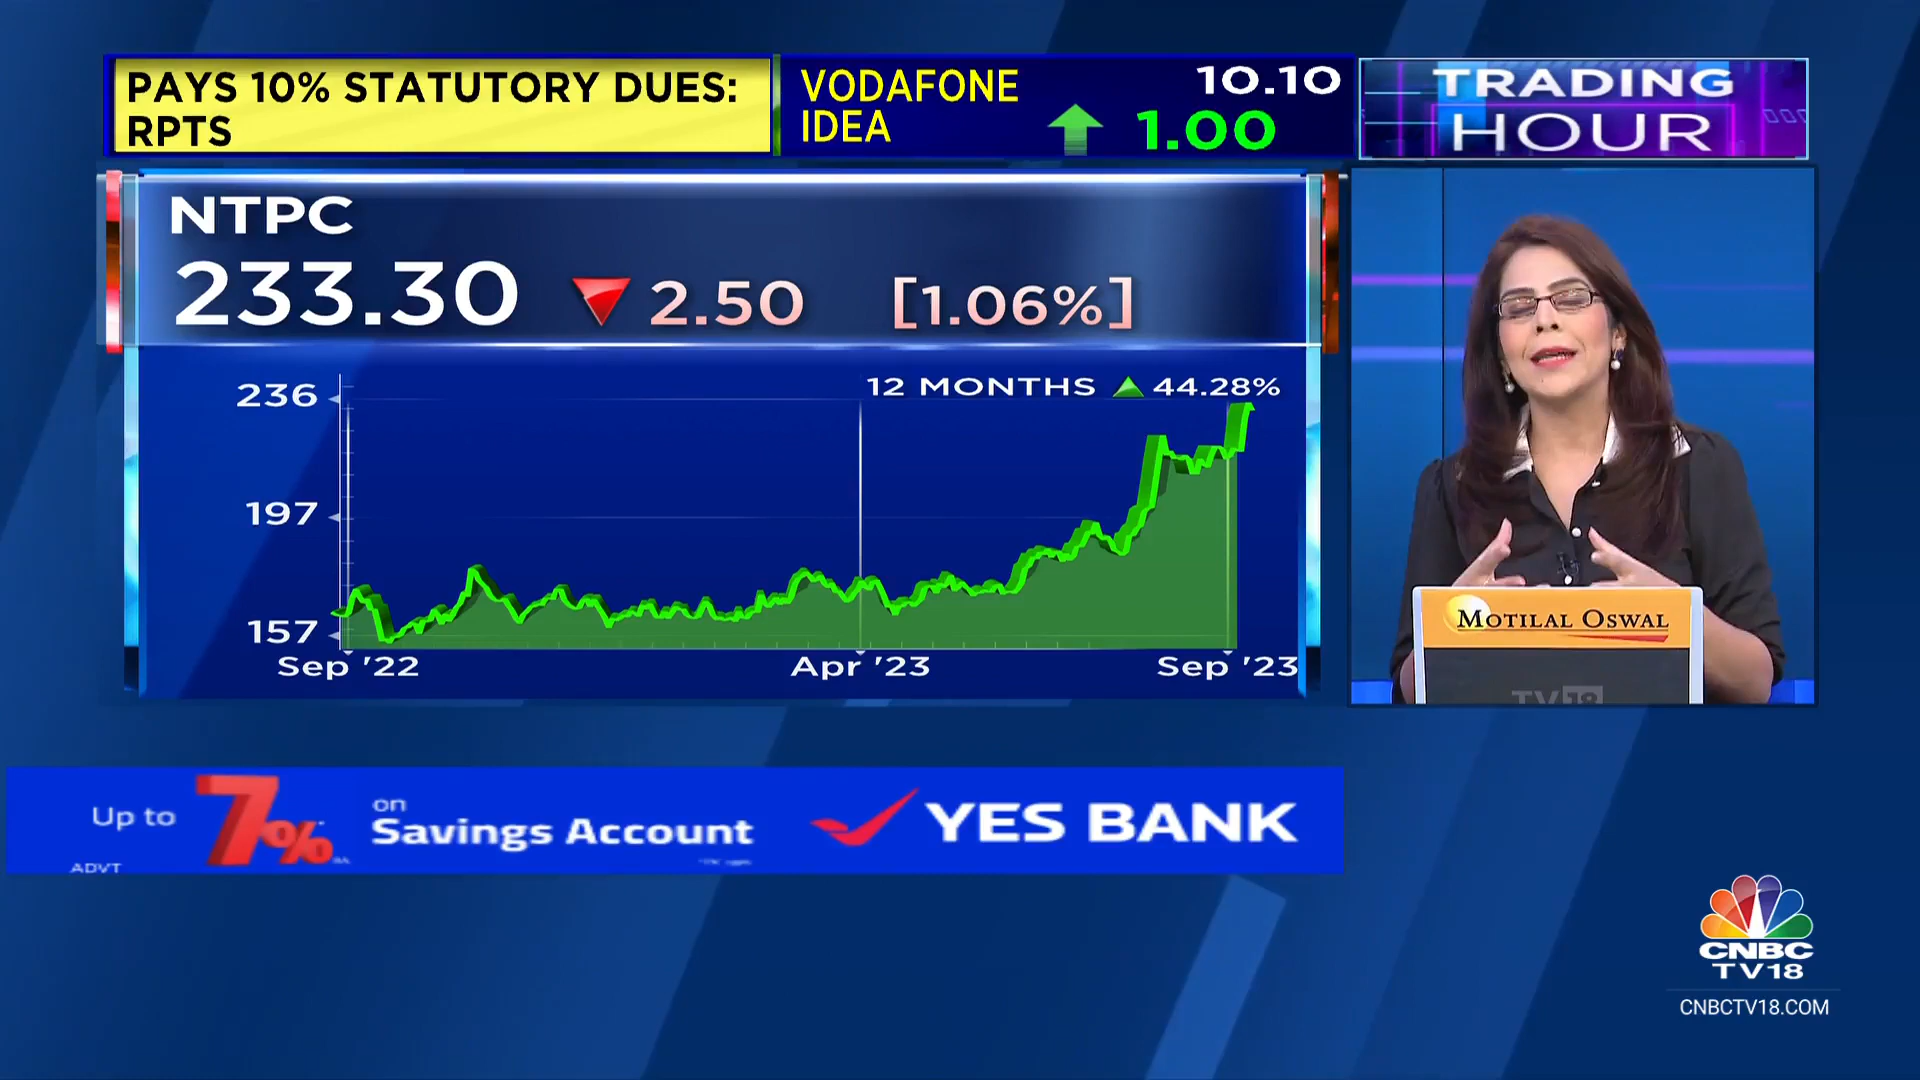 PAYS 10% STATUTORY DUES:
RPTS
VODAFONE
IDEA
10.10
1.00
TRADING
HOUR
NTPC
233.30 2.50 [1.06%]
12 MONTHS 44.28%
236
197
157
Sep '22 Apr '23 Sep '23
MOTILAL OSWAL
TV18
Up to 7% on
Savings Account
YES BANK
ADVT
CNBC
TV18
CNBCTV18.COM